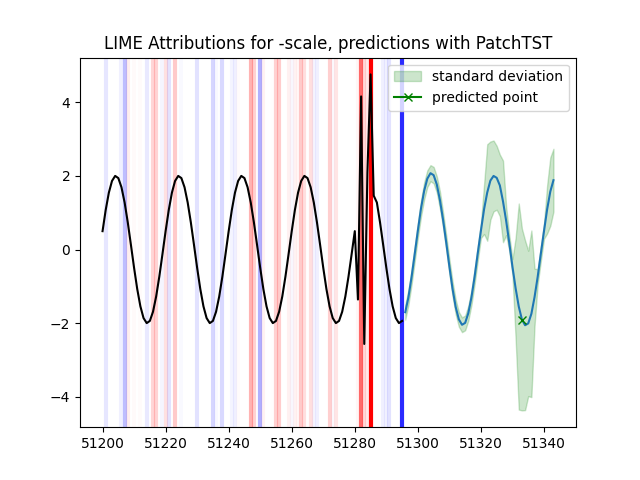 LIME Attributions for -scale, predictions with PatchTST
standard deviation
predicted point
4
2
0
−2
−4
51200 51220 51240 51260 51280 51300 51320 51340